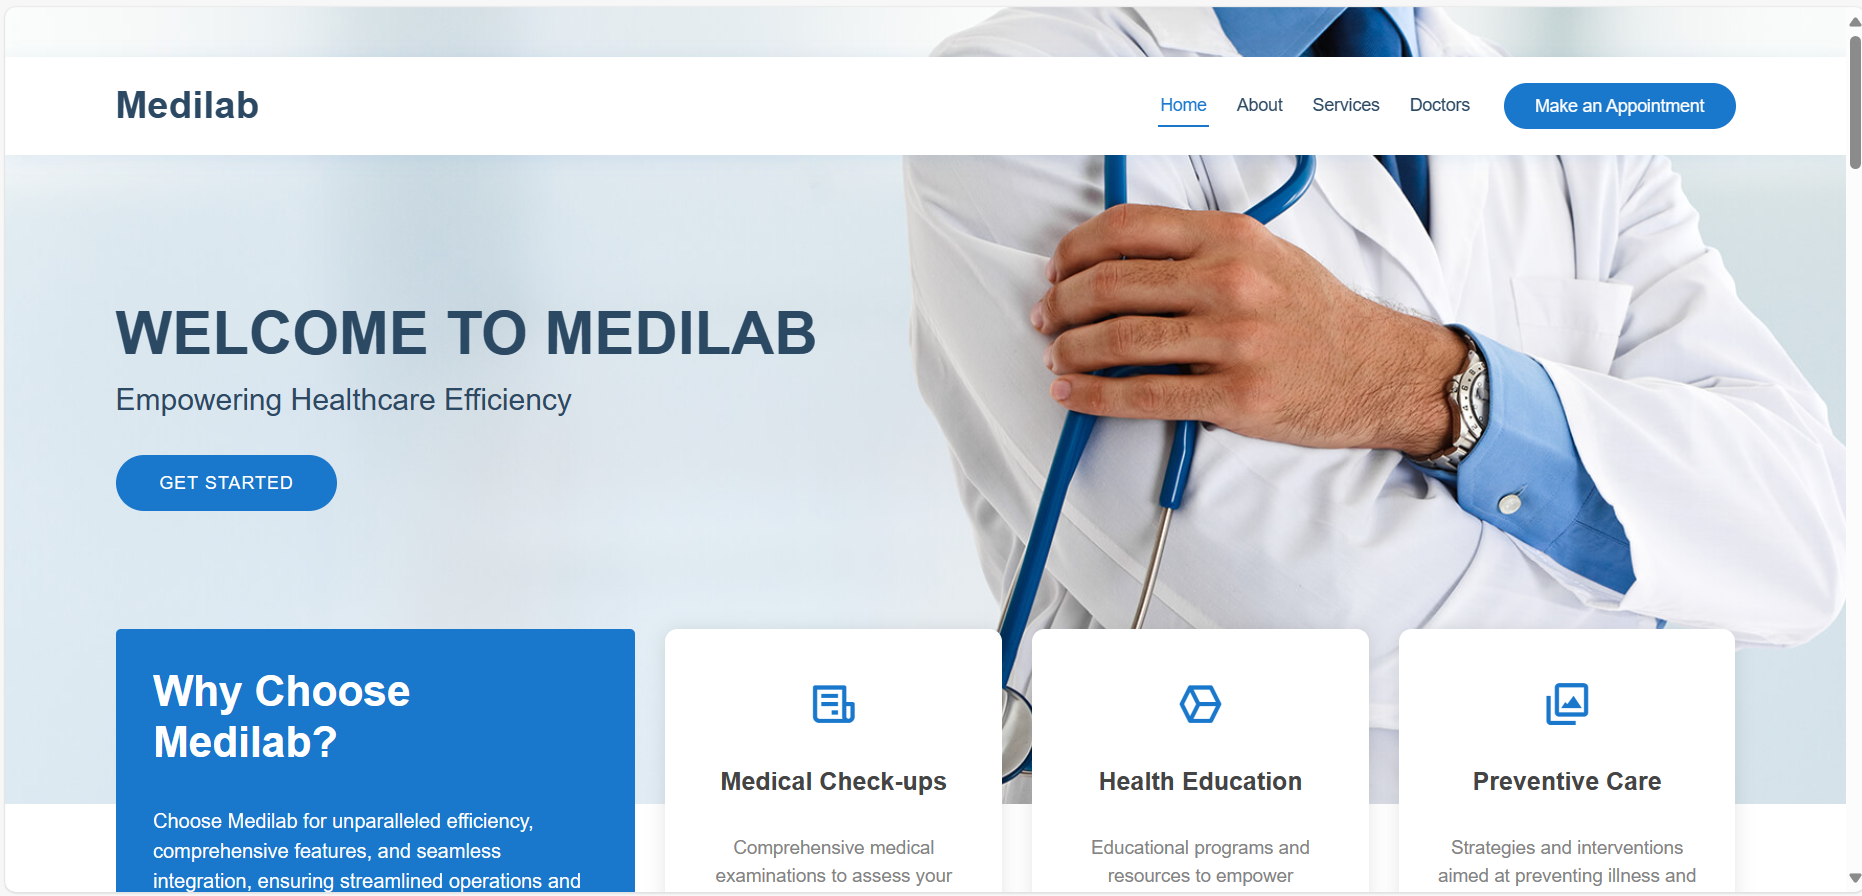 Medilab
Home
About
Services
Doctors
Make an Appointment
WELCOME TO MEDILAB
Empowering Healthcare Efficiency
GET STARTED
Why Choose
Medilab?
Choose Medilab for unparalleled efficiency,
comprehensive features, and seamless
integration, ensuring streamlined operations and
Medical Check-ups
Comprehensive medical
examinations to assess your
Health Education
Educational programs and
resources to empower
Preventive Care
Strategies and interventions
aimed at preventing illness and